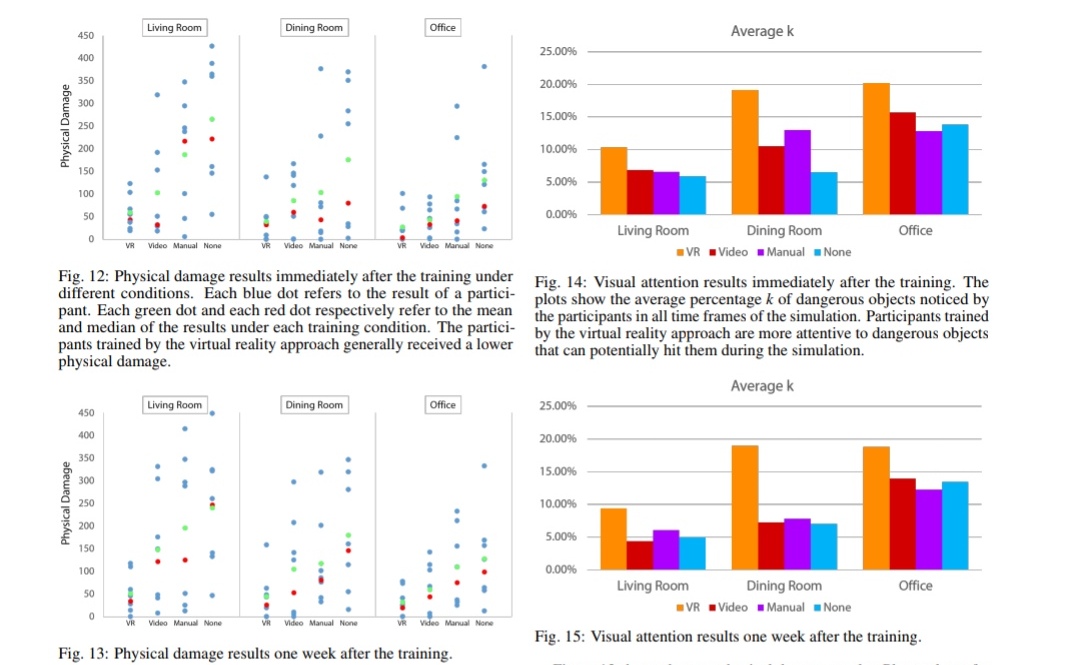 Living Room
Dining Room
Office
450
400
350
300
250
200
150
100
50
0
Physical Damage
VR Video Manual None
VR Video Manual None
VR Video Manual None
Fig. 12: Physical damage results immediately after the training under
different conditions. Each blue dot refers to the result of a partici-
pant. Each green dot and each red dot respectively refer to the mean
and median of the results under each training condition. The partici-
pants trained by the virtual reality approach generally received a lower
physical damage.
Living Room
Dining Room
Office
450
400
350
300
250
200
150
100
50
0
Physical Damage
VR Video Manual None
VR Video Manual None
VR Video Manual None
Fig. 13: Physical damage results one week after the training.
Average k
25.00%
20.00%
15.00%
10.00%
5.00%
0.00%
Living Room
Dining Room
Office
VR Video Manual None
Fig. 14: Visual attention results immediately after the training. The
plots show the average percentage k of dangerous objects noticed by
the participants in all time frames of the simulation. Participants trained
by the virtual reality approach are more attentive to dangerous objects
that can potentially hit them during the simulation.
Average k
25.00%
20.00%
15.00%
10.00%
5.00%
0.00%
Living Room
Dining Room
Office
VR Video Manual None
Fig. 15: Visual attention results one week after the training.